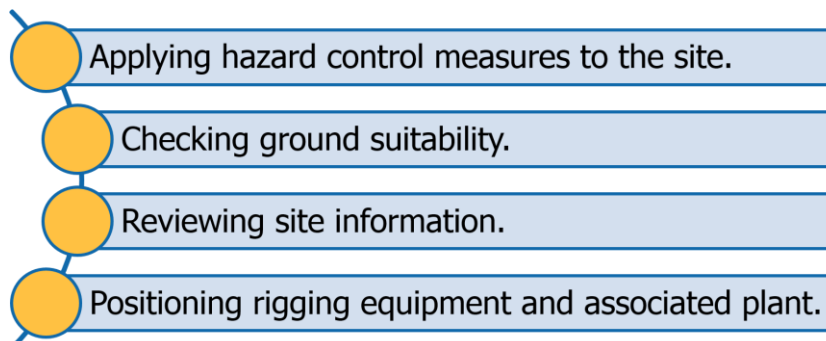 Applying hazard control measures to the site.
Checking ground suitability.
Reviewing site information.
Positioning rigging equipment and associated plant.